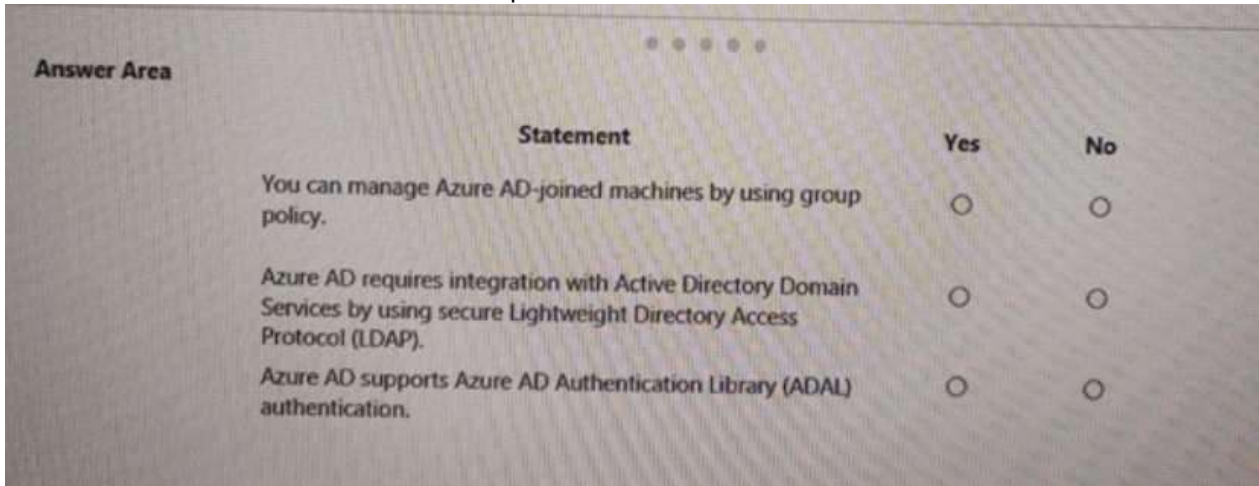 Answer Area
Statement Yes No
You can manage Azure AD-joined machines by using group
policy.
Azure AD requires integration with Active Directory Domain
Services by using secure Lightweight Directory Access
Protocol (LDAP).
Azure AD supports Azure AD Authentication Library (ADAL)
authentication.